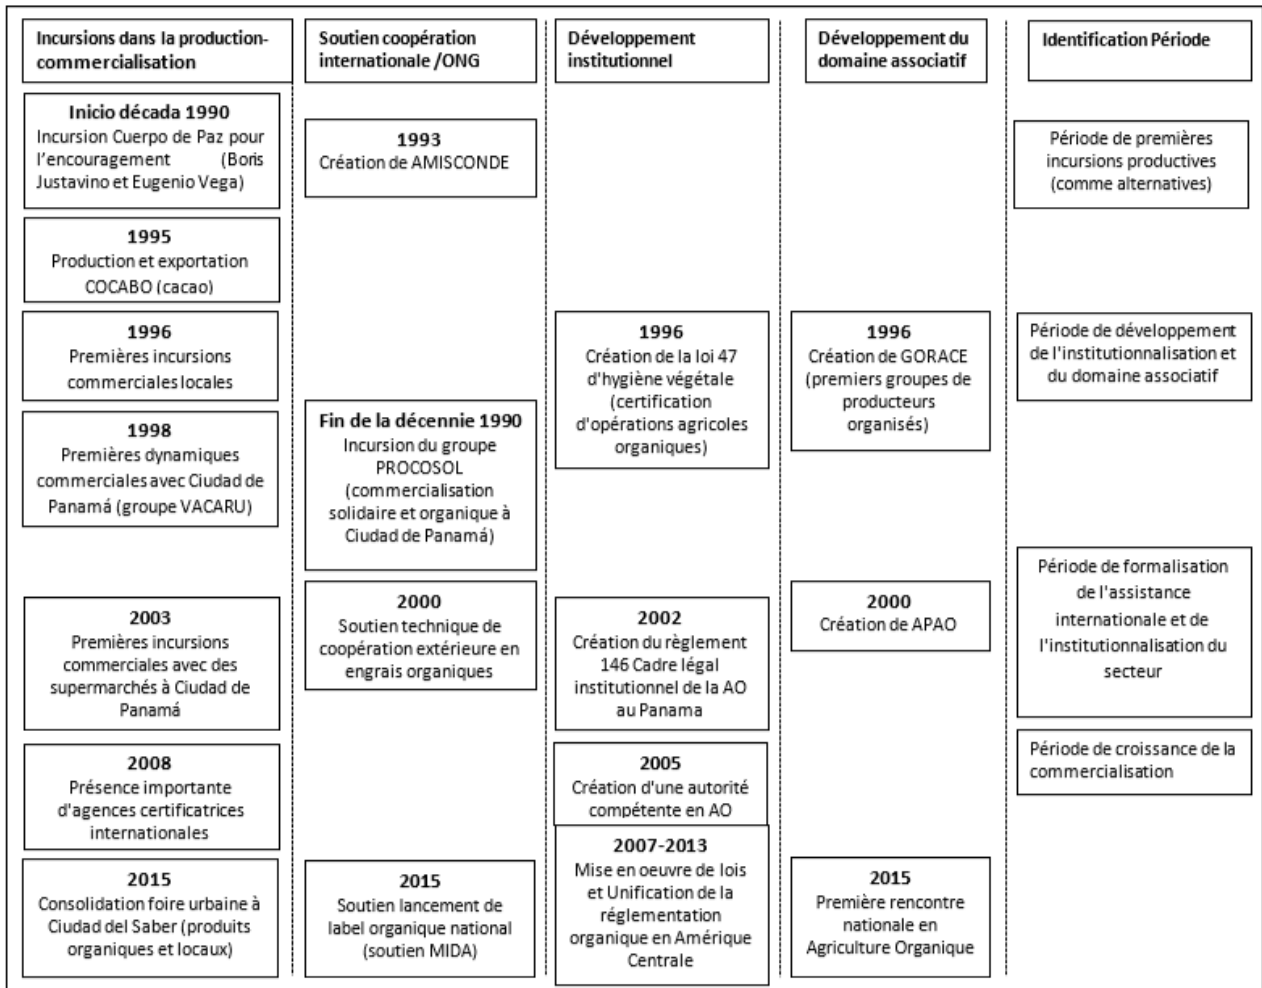 Incursions dans la production-
commercialisation
Inicio década 1990
Incursion Cuerpo de Paz pour
l'encouragement (Boris
Justavino et Eugenio Vega)
1995
Production et exportation
COCABO (cacao)
1996
Premières incursions
commerciales locales
1998
Premières dynamiques
commerciales avec Ciudad de
Panamá (groupe VACARU)
2003
Premières incursions
commerciales avec des
supermarchés à Ciudad de
Panamá
2008
Présence importante
d'agences certificatrices
internationales
2015
Consolidation foire urbaine à
Ciudad del Saber (produits
organiques et locaux)
Soutien coopération
internationale /ONG
1993
Création de AMISCONDE
Fin de la décennie 1990
Incursion du groupe
PROCOSOL
(commercialisation
solidaire et organique à
Ciudad de Panamá)
2000
Soutien technique de
coopération extérieure en
engrais organiques
2015
Soutien lancement de
label organique national
(soutien MIDA)
Développement
institutionnel
1996
Création de la loi 47
d'hygiène végétale
(certification
d'opérations agricoles
organiques)
2002
Création du règlement
146 Cadre légal
institutionnel de la AO
au Panama
2005
Création d'une autorité
compétente en AO
2007-2013
Mise en oeuvre de lois
et Unification de la
réglmentation
organique en Amérique
Centrale
Développement du
domaine associatif
1996
Création de GORACE
(premiers groupes de
producteurs
organisés)
2000
Création de APAO
2015
Première rencontre
nationale en
Agriculture Organique
Identification Période
Période de premières
incursions productives
(comme alternatives)
Période de développement
de l'institutionnalisation et
du domaine associatif
Période de formalisation
de l'assistance
internationale et de
l'institutionnalisation du
secteur
Période de croissance de la
commercialisation